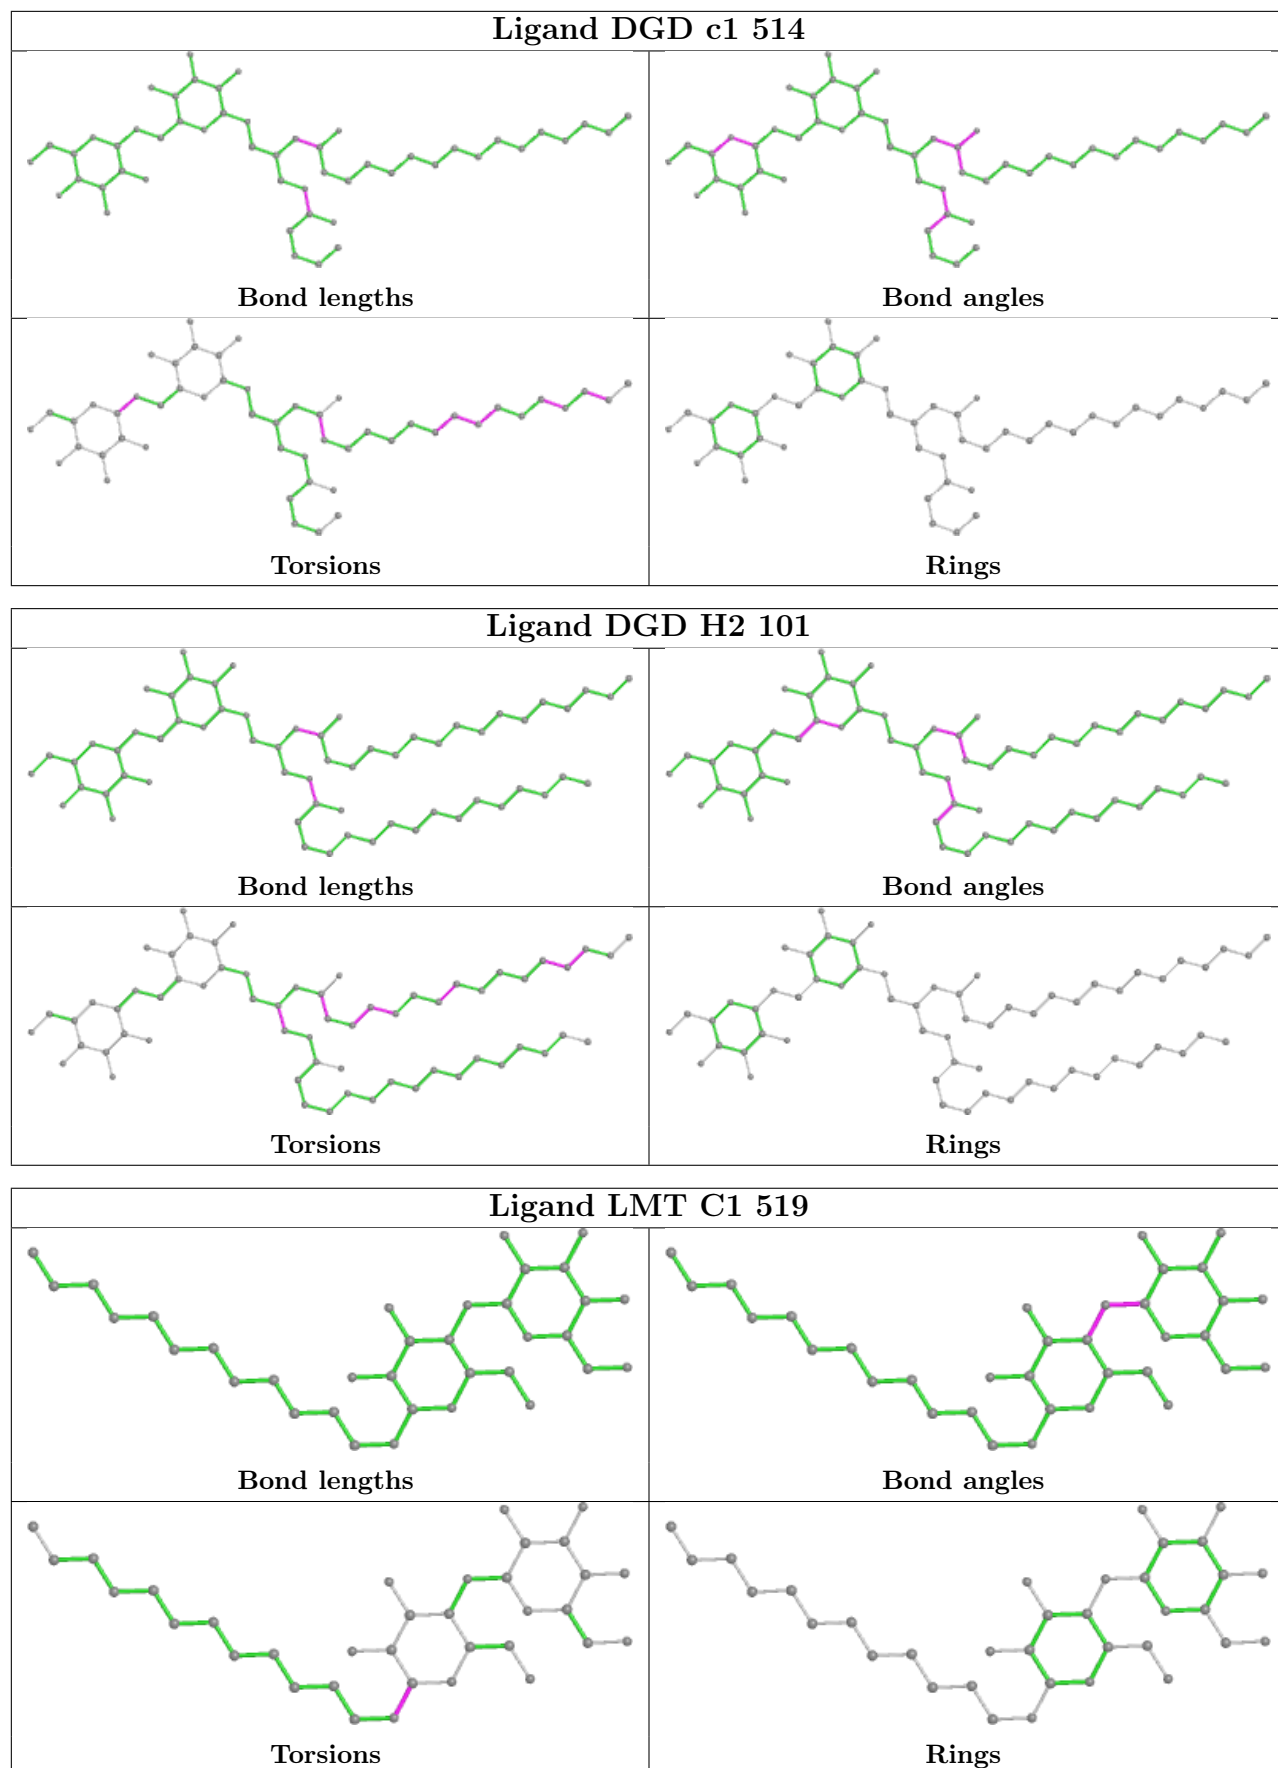 Ligand DGD c1 514
Bond lengths
Bond angles
Torsions
Rings
Ligand DGD H2 101
Bond lengths
Bond angles
Torsions
Rings
Ligand LMT C1 519
Bond lengths
Bond angles
Torsions
Rings